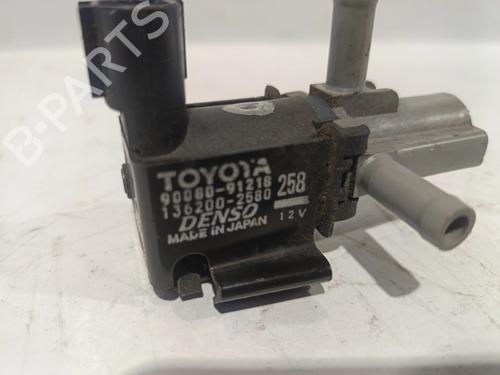 B-PARTS
TOYOTA
90080-91218
136200-2580 258
DENSO 12V
MADE IN JAPAN